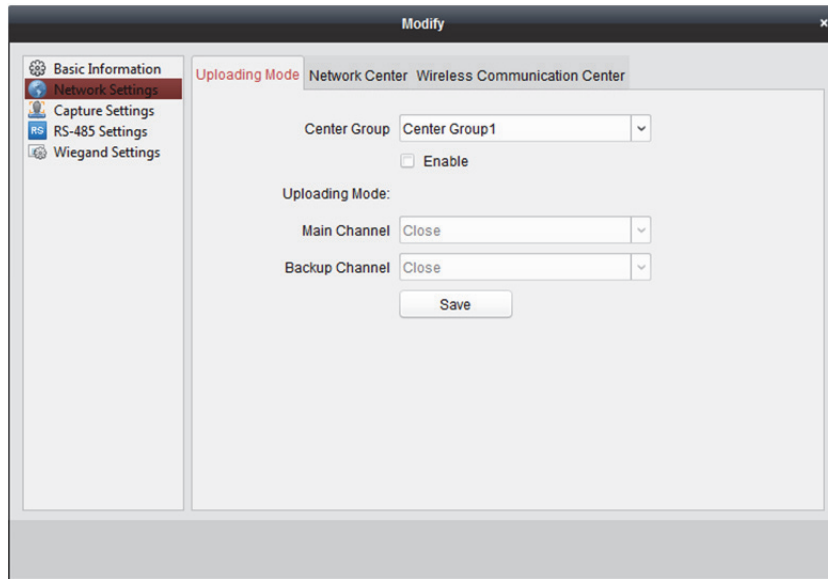 Modify
×
Basic Information
Network Settings
Capture Settings
RS RS-485 Settings
Wiegand Settings
Uploading Mode Network Center Wireless Communication Center
Center Group Center Group1
Enable
Uploading Mode:
Main Channel Close
Backup Channel Close
Save